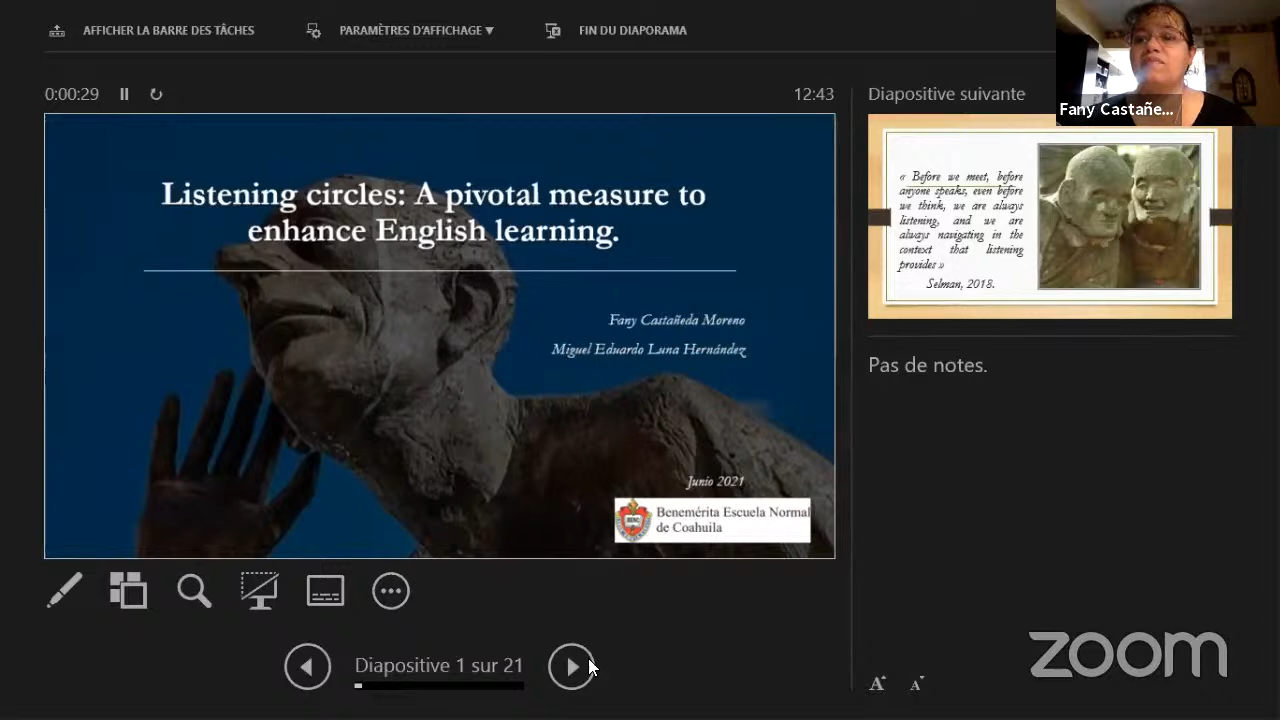 AFFICHER LA BARRE DES TÂCHES
PARAMÈTRES D'AFFICHAGE ▼
FIN DU DIAPORAMA
Fany Castañe...
0:00:29
12:43
Diapositive suivante
Listening circles: A pivotal measure to
enhance English learning.
Fany Castañeda Moreno
Miguel Eduardo Luna Hernández
Junio 2021
BENC
Benemérita Escuela Normal
de Coahuila
« Before we meet, before
anyone speaks, even before
we think, we are always
listening, and we are
always navigating in the
context that listening
provides »
Selman, 2018.
Pas de notes.
Diapositive 1 sur 21
A A
zoom